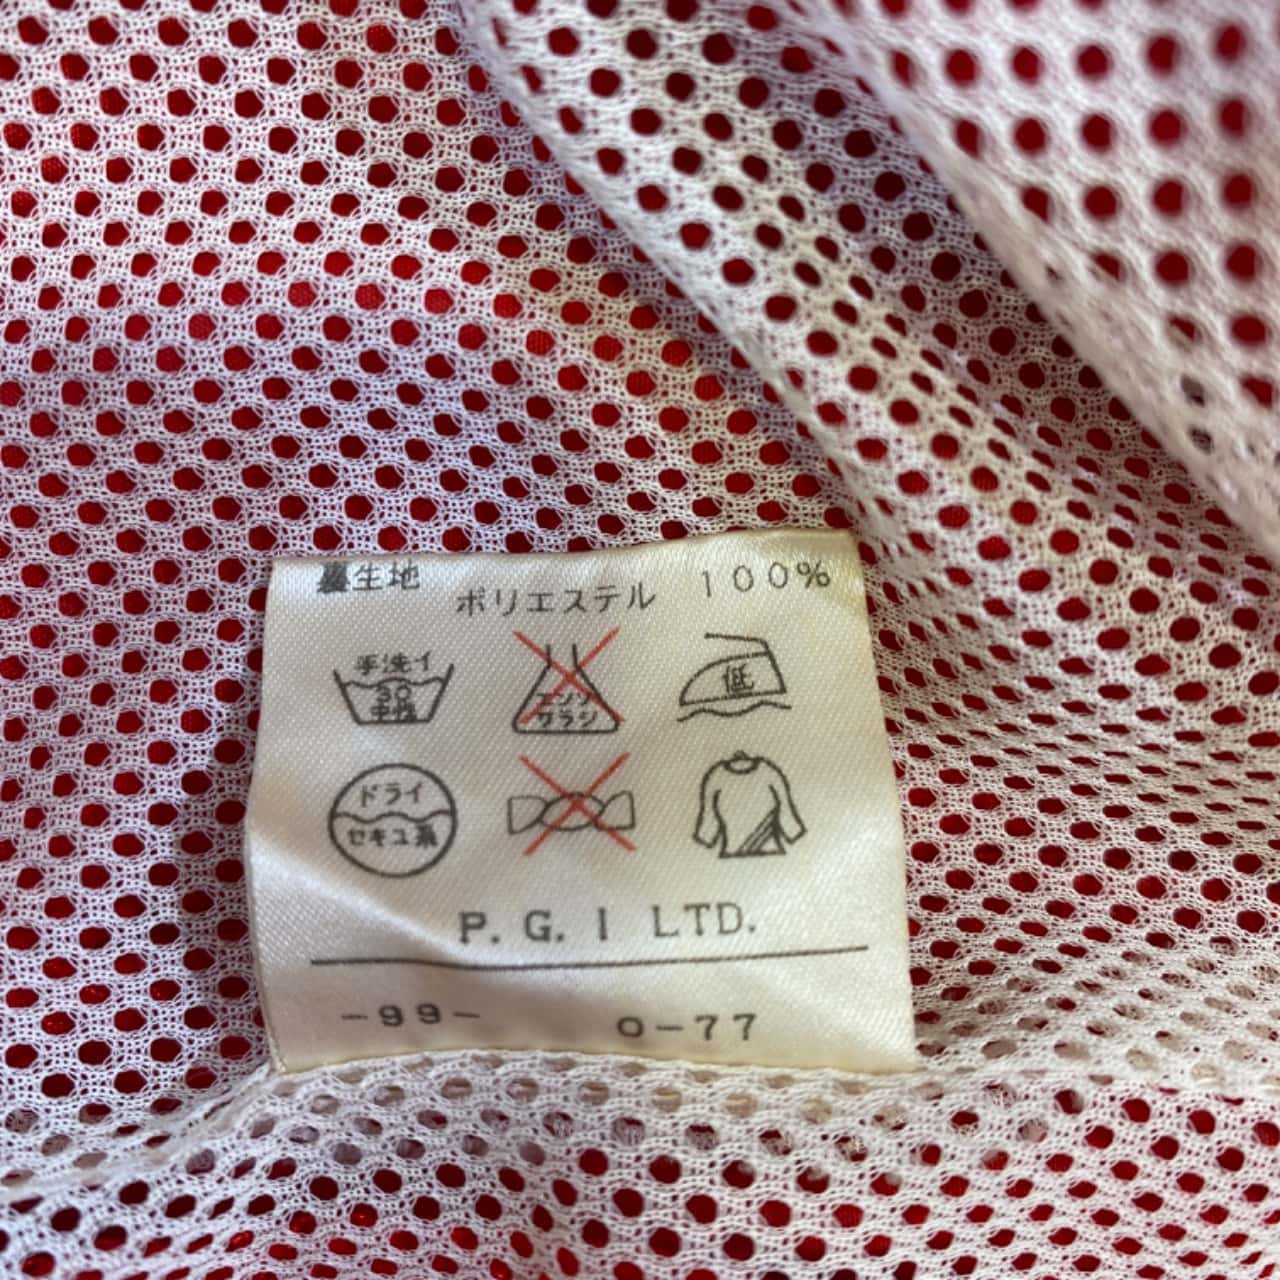 裏生地
ポリエステル 100%
手洗イ
30
中性
エンソ
サラシ
低
ドライ
セキユ系
P.G.I LTD.
-99- 0-77